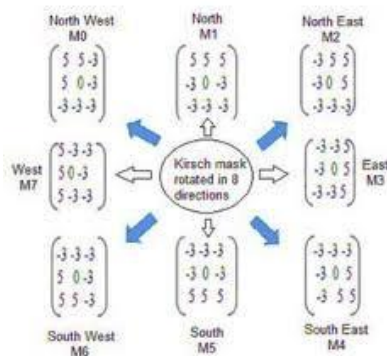 North West
M0
5 5 -3
5 0 -3
-3 -3 -3
North
M1
5 5 5
-3 0 -3
-3 -3 -3
North East
M2
-3 5 5
-3 0 5
-3 -3 -3
West
M7
5 -3 -3
5 0 -3
5 -3 -3
Kirsch mask
rotated in 8
directions
-3 -3 5
-3 0 5
-3 -3 5
East
M3
-3 -3 -3
5 0 -3
5 5 -3
South West
M6
-3 -3 -3
-3 0 -3
5 5 5
South
M5
-3 -3 -3
-3 0 5
-3 5 5
South East
M4